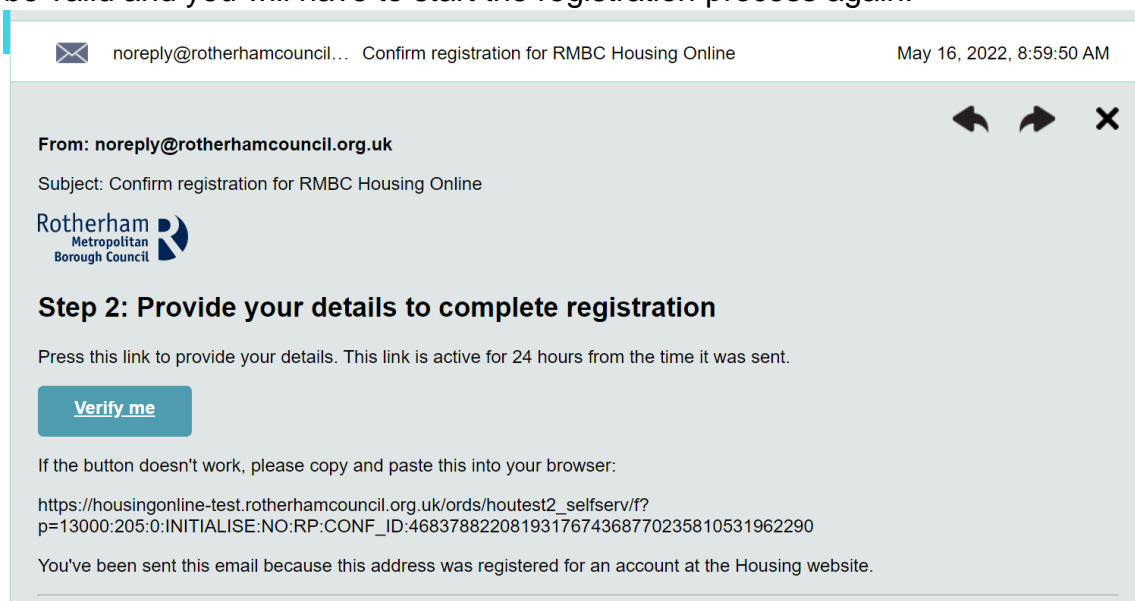 be valid and you will have to start the registration process again.
noreply@rotherhamcouncil... Confirm registration for RMBC Housing Online May 16, 2022, 8:59:50 AM
From: noreply@rotherhamcouncil.org.uk
Subject: Confirm registration for RMBC Housing Online
Rotherham
Metropolitan
Borough Council
Step 2: Provide your details to complete registration
Press this link to provide your details. This link is active for 24 hours from the time it was sent.
Verify me
If the button doesn't work, please copy and paste this into your browser:
https://housingonline-test.rotherhamcouncil.org.uk/ords/houtest2_selfserv/f?
p=13000:205:0:INITIALISE:NO:RP:CONF_ID:468378822081931767436877023581053196229​0
You've been sent this email because this address was registered for an account at the Housing website.